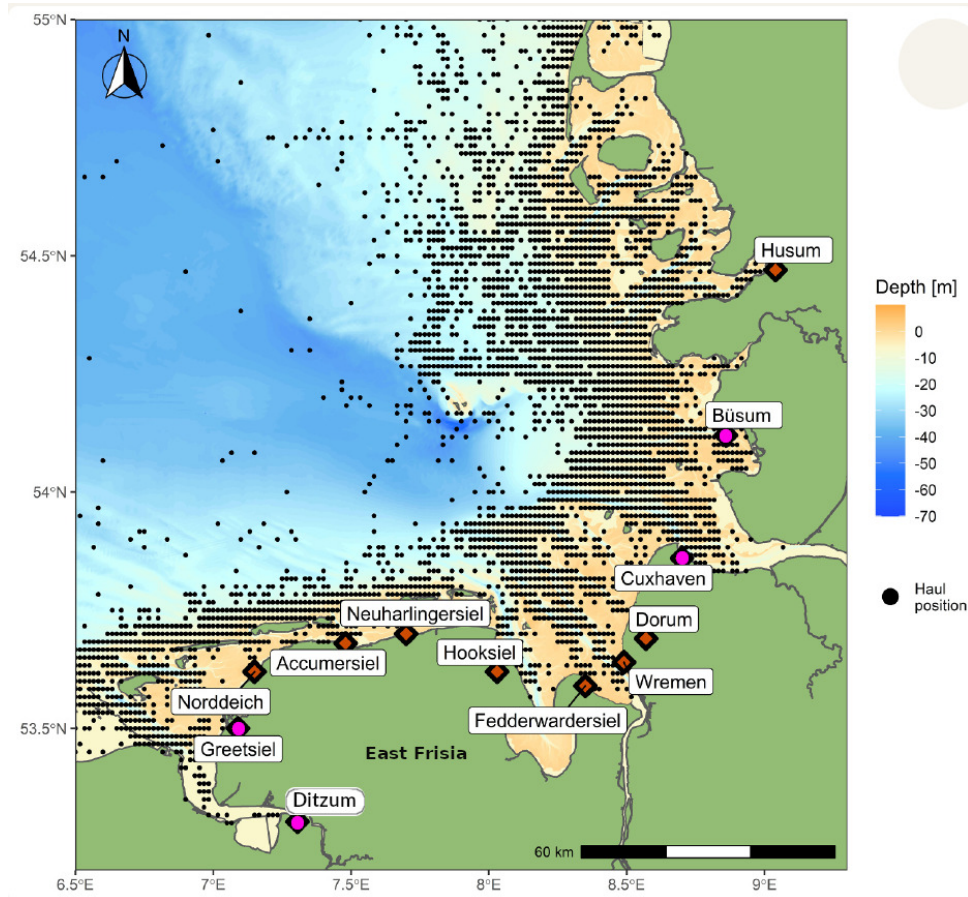 55°N
N
Husum
54.5°N
Depth [m]
0
-10
-20
-30
-40
-50
-60
-70
Büsum
54°N
Cuxhaven
Haul
position
Neuharlingersiel
Dorum
Accumersiel
Hooksiel
Wremen
Norddeich
Fedderwardersiel
53.5°N
Greetsiel
East Frisia
Ditzum
60 km
6.5°E
7°E
7.5°E
8°E
8.5°E
9°E